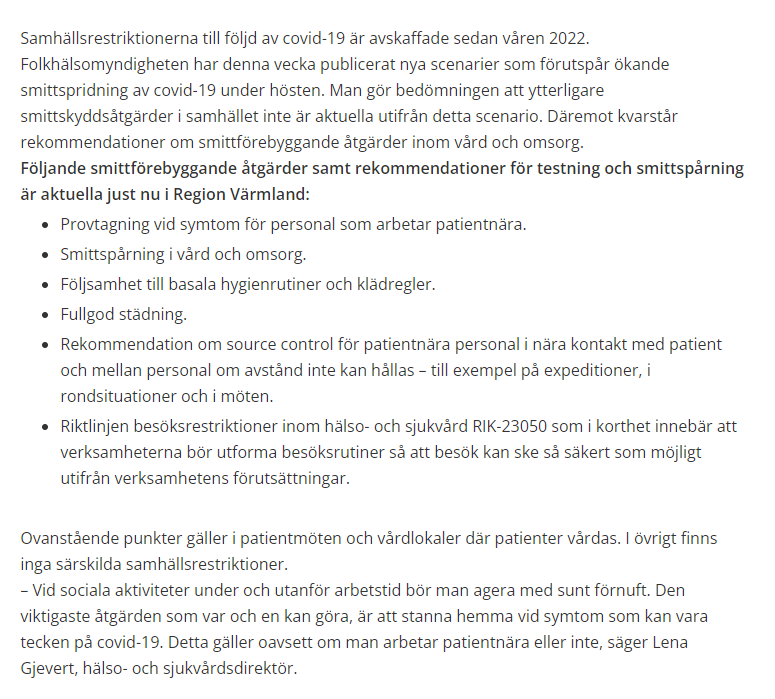 Samhällsrestriktionerna till följd av covid-19 är avskaffade sedan våren 2022.
Folkhälsomyndigheten har denna vecka publicerat nya scenarier som förutspår ökande
smittspridning av covid-19 under hösten. Man gör bedömningen att ytterligare
smittskyddsåtgärder i samhället inte är aktuella utifrån detta scenario. Däremot kvarstår
rekommendationer om smittförebyggande åtgärder inom vård och omsorg.
Följande smittförebyggande åtgärder samt rekommendationer för testning och smittspårning
är aktuella just nu i Region Värmland:
• Provtagning vid symtom för personal som arbetar patientnära.
• Smittspårning i vård och omsorg.
• Följsamhet till basala hygienrutiner och klädregler.
• Fullgod städning.
• Rekommendation om source control för patientnära personal i nära kontakt med patient
och mellan personal om avstånd inte kan hållas – till exempel på expeditioner, i
rondsituationer och i möten.
• Riktlinjen besöksrestriktioner inom hälso- och sjukvård RIK-23050 som i korthet innebär att
verksamheterna bör utforma besöksrutiner så att besök kan ske så säkert som möjligt
utifrån verksamhetens förutsättningar.
Ovanstående punkter gäller i patientmöten och vårdlokaler där patienter vårdas. I övrigt finns
inga särskilda samhällsrestriktioner.
– Vid sociala aktiviteter under och utanför arbetstid bör man agera med sunt förnuft. Den
viktigaste åtgärden som var och en kan göra, är att stanna hemma vid symtom som kan vara
tecken på covid-19. Detta gäller oavsett om man arbetar patientnära eller inte, säger Lena
Gjevert, hälso- och sjukvårdsdirektör.